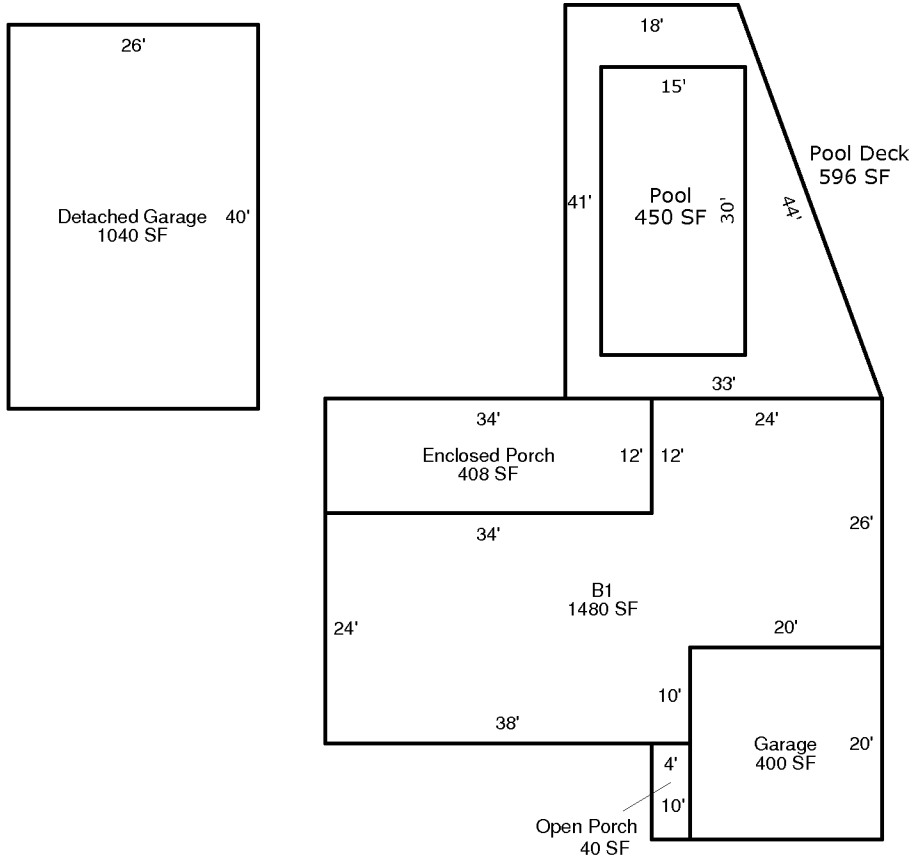 26'
Detached Garage
1040 SF
40'
18'
15'
Pool
450 SF
30'
41'
44'
Pool Deck
596 SF
33'
34'
Enclosed Porch
408 SF
12'
12'
24'
34'
26'
B1
1480 SF
24'
20'
10'
38'
Garage
400 SF
20'
4'
10'
Open Porch
40 SF